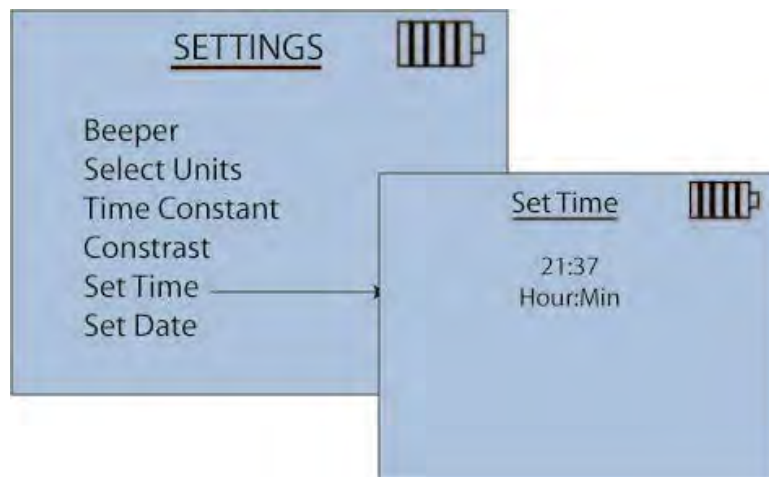 SETTINGS
Beeper
Select Units
Time Constant
Constrast
Set Time
Set Date
Set Time
21:37
Hour:Min